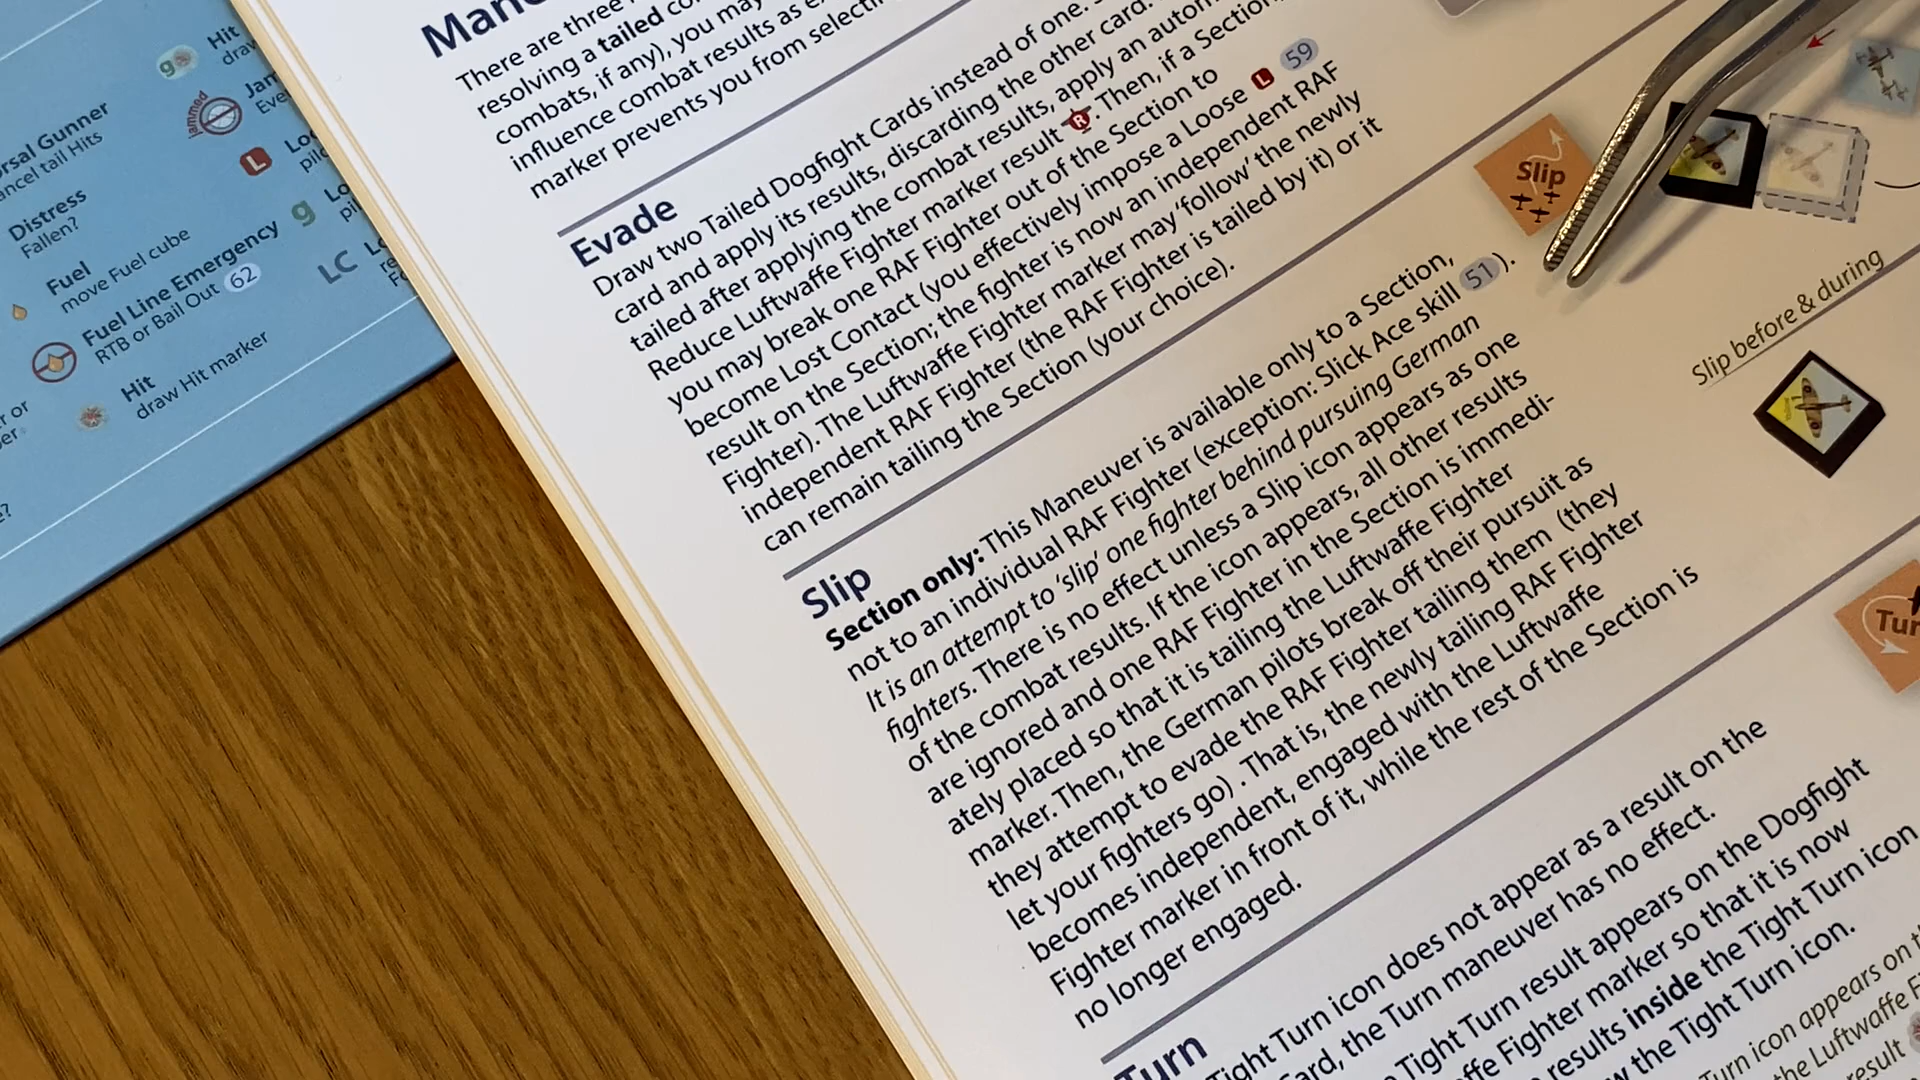 rsal Gunner
ancel tail Hits
Distress
Fallen?
Fuel
move Fuel cube
Fuel Line Emergency
RTB or Bail Out 62
Hit
draw Hit marker
g
Hit
jammed
L
g
LC
There are three
resolving a tailed
combats, if any), you may
influence combat results as
marker prevents you from
Evade
Draw two Tailed Dogfight Cards instead of one.
card and apply its results, discarding the other card.
tailed after applying the combat results, apply an
Reduce Luftwaffe Fighter marker result R. Then, if a Section,
you may break one RAF Fighter out of the Section to
become Lost Contact (you effectively impose a Loose L 59
result on the Section; the fighter is now an independent RAF
Fighter). The Luftwaffe Fighter marker may 'follow' the newly
independent RAF Fighter (the RAF Fighter is tailed by it) or it
can remain tailing the Section (your choice).
Slip
Slip
Section only: This Maneuver is available only to a Section,
not to an individual RAF Fighter (exception: Slick Ace skill 51 ).
It is an attempt to 'slip' one fighter behind pursuing German
fighters. There is no effect unless a Slip icon appears as one
of the combat results. If the icon appears, all other results
are ignored and one RAF Fighter in the Section is immedi-
ately placed so that it is tailing the Luftwaffe Fighter
marker. Then, the German pilots break off their pursuit as
they attempt to evade the RAF Fighter tailing them (they
let your fighters go) . That is, the newly tailing RAF Fighter
becomes independent, engaged with the Luftwaffe
Fighter marker in front of it, while the rest of the Section is
no longer engaged.
Slip before & during
Turn
Tight Turn icon does not appear as a result on the
Card, the Turn maneuver has no effect.
Tight Turn result appears on the Dogfight
Fighter marker so that it is now
results inside the Tight Turn icon
the Tight Turn icon.
Turn icon appears on
the Luftwaffe
result